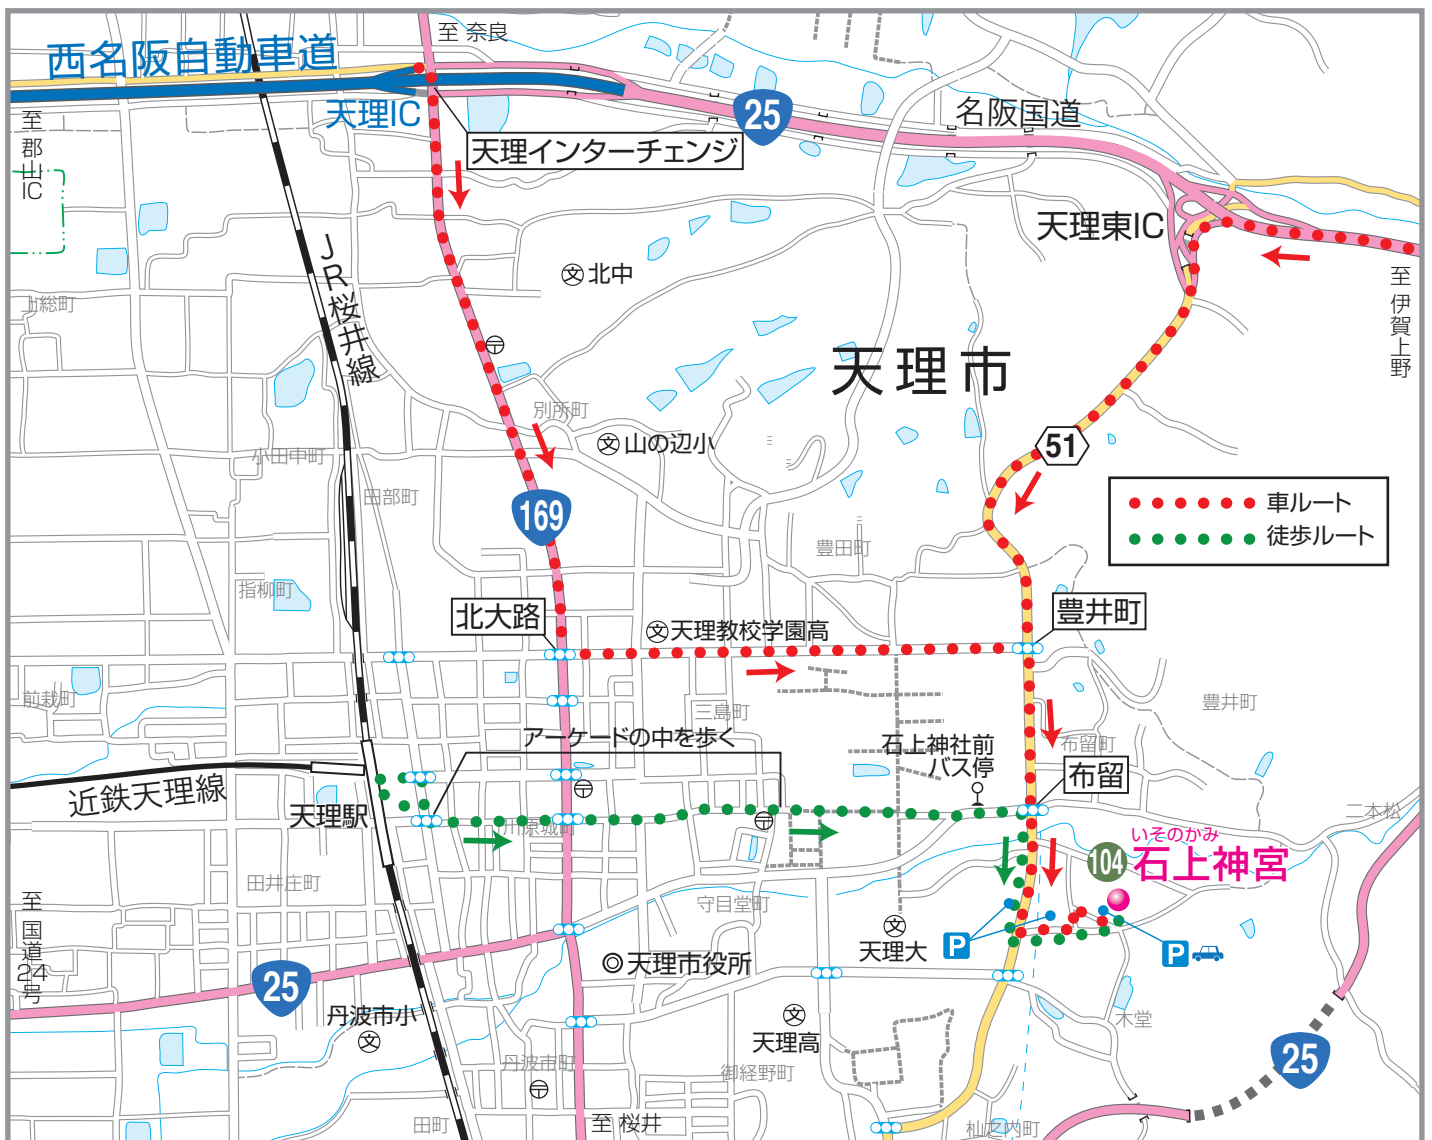 至 奈良
西名阪自動車道
天理IC
25
名阪国道
至 郡山IC
天理インターチェンジ
天理東IC
JR桜井線
北中
至 伊賀上野
上総町
天理市
別所町
山の辺小
51
小田中町
田部町
169
車ルート
徒歩ルート
豊田町
指柳町
北大路
豊井町
天理教校学園高
前栽町
三島町
豊井町
アーケードの中を歩く
石上神社前
バス停
布留町
布留
近鉄天理線
天理駅
川原城町
二本松
いそのかみ
104
石上神宮
田井庄町
守目堂町
至 国道24号
天理大
P
P
天理市役所
25
丹波市小
天理高
木堂
25
丹波市町
御経野町
田町
至 桜井
杣之内町